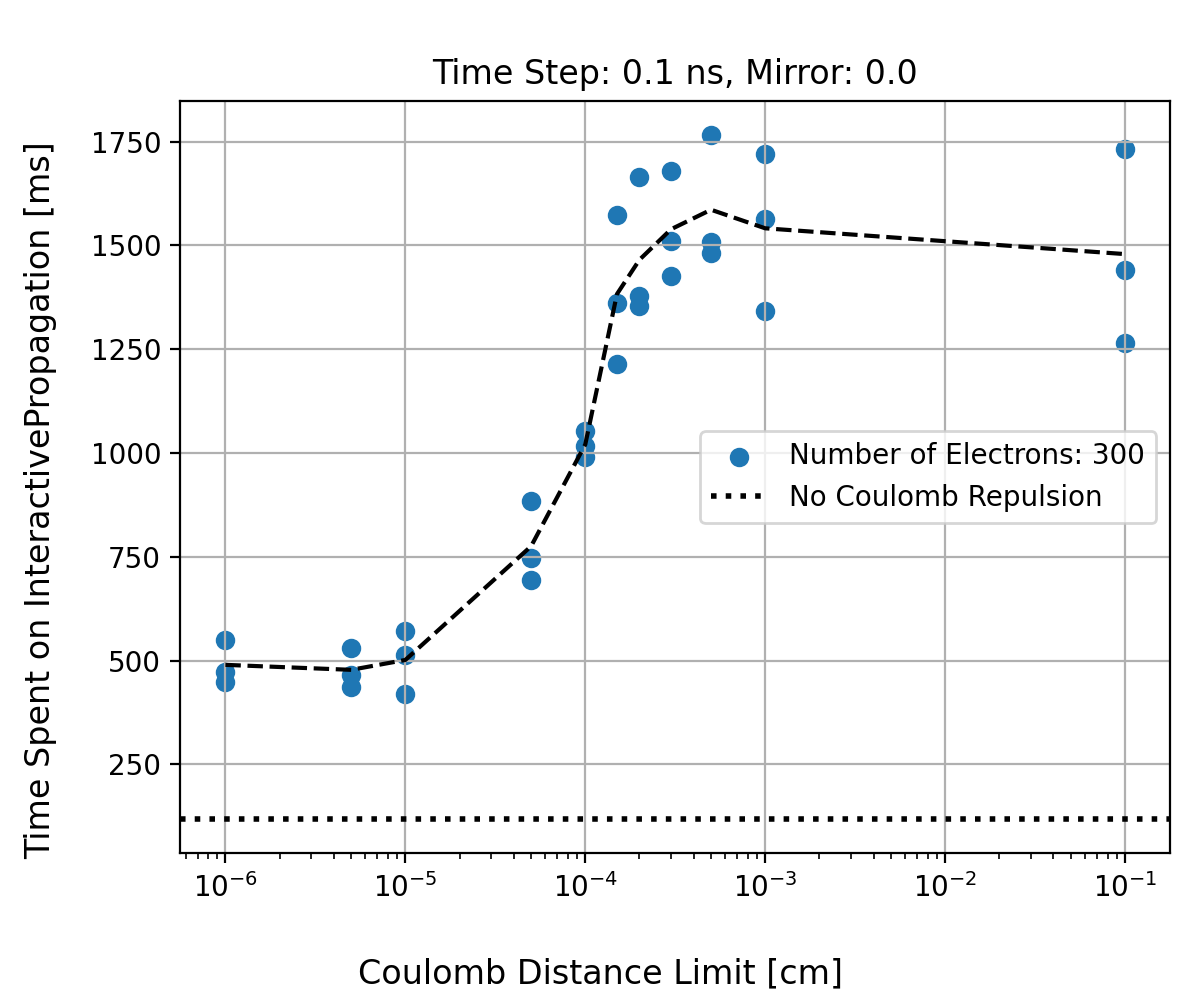 Time Step: 0.1 ns, Mirror: 0.0
Time Spent on InteractivePropagation [ms]
1750
1500
1250
1000
750
500
250
Number of Electrons: 300
No Coulomb Repulsion
10⁻⁶ 10⁻⁵ 10⁻⁴ 10⁻³ 10⁻² 10⁻¹
Coulomb Distance Limit [cm]